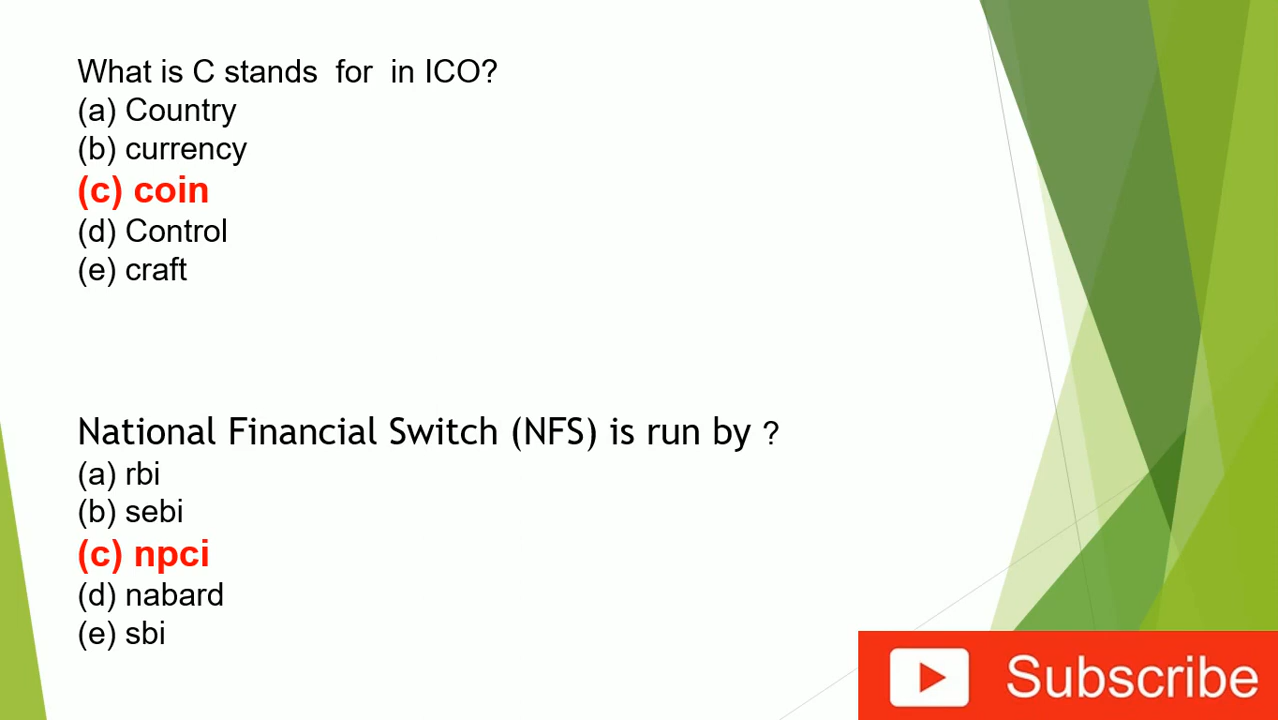 What is C stands for in ICO?
(a) Country
(b) currency
(c) coin
(d) Control
(e) craft
National Financial Switch (NFS) is run by ?
(a) rbi
(b) sebi
(c) npci
(d) nabard
(e) sbi
Subscribe